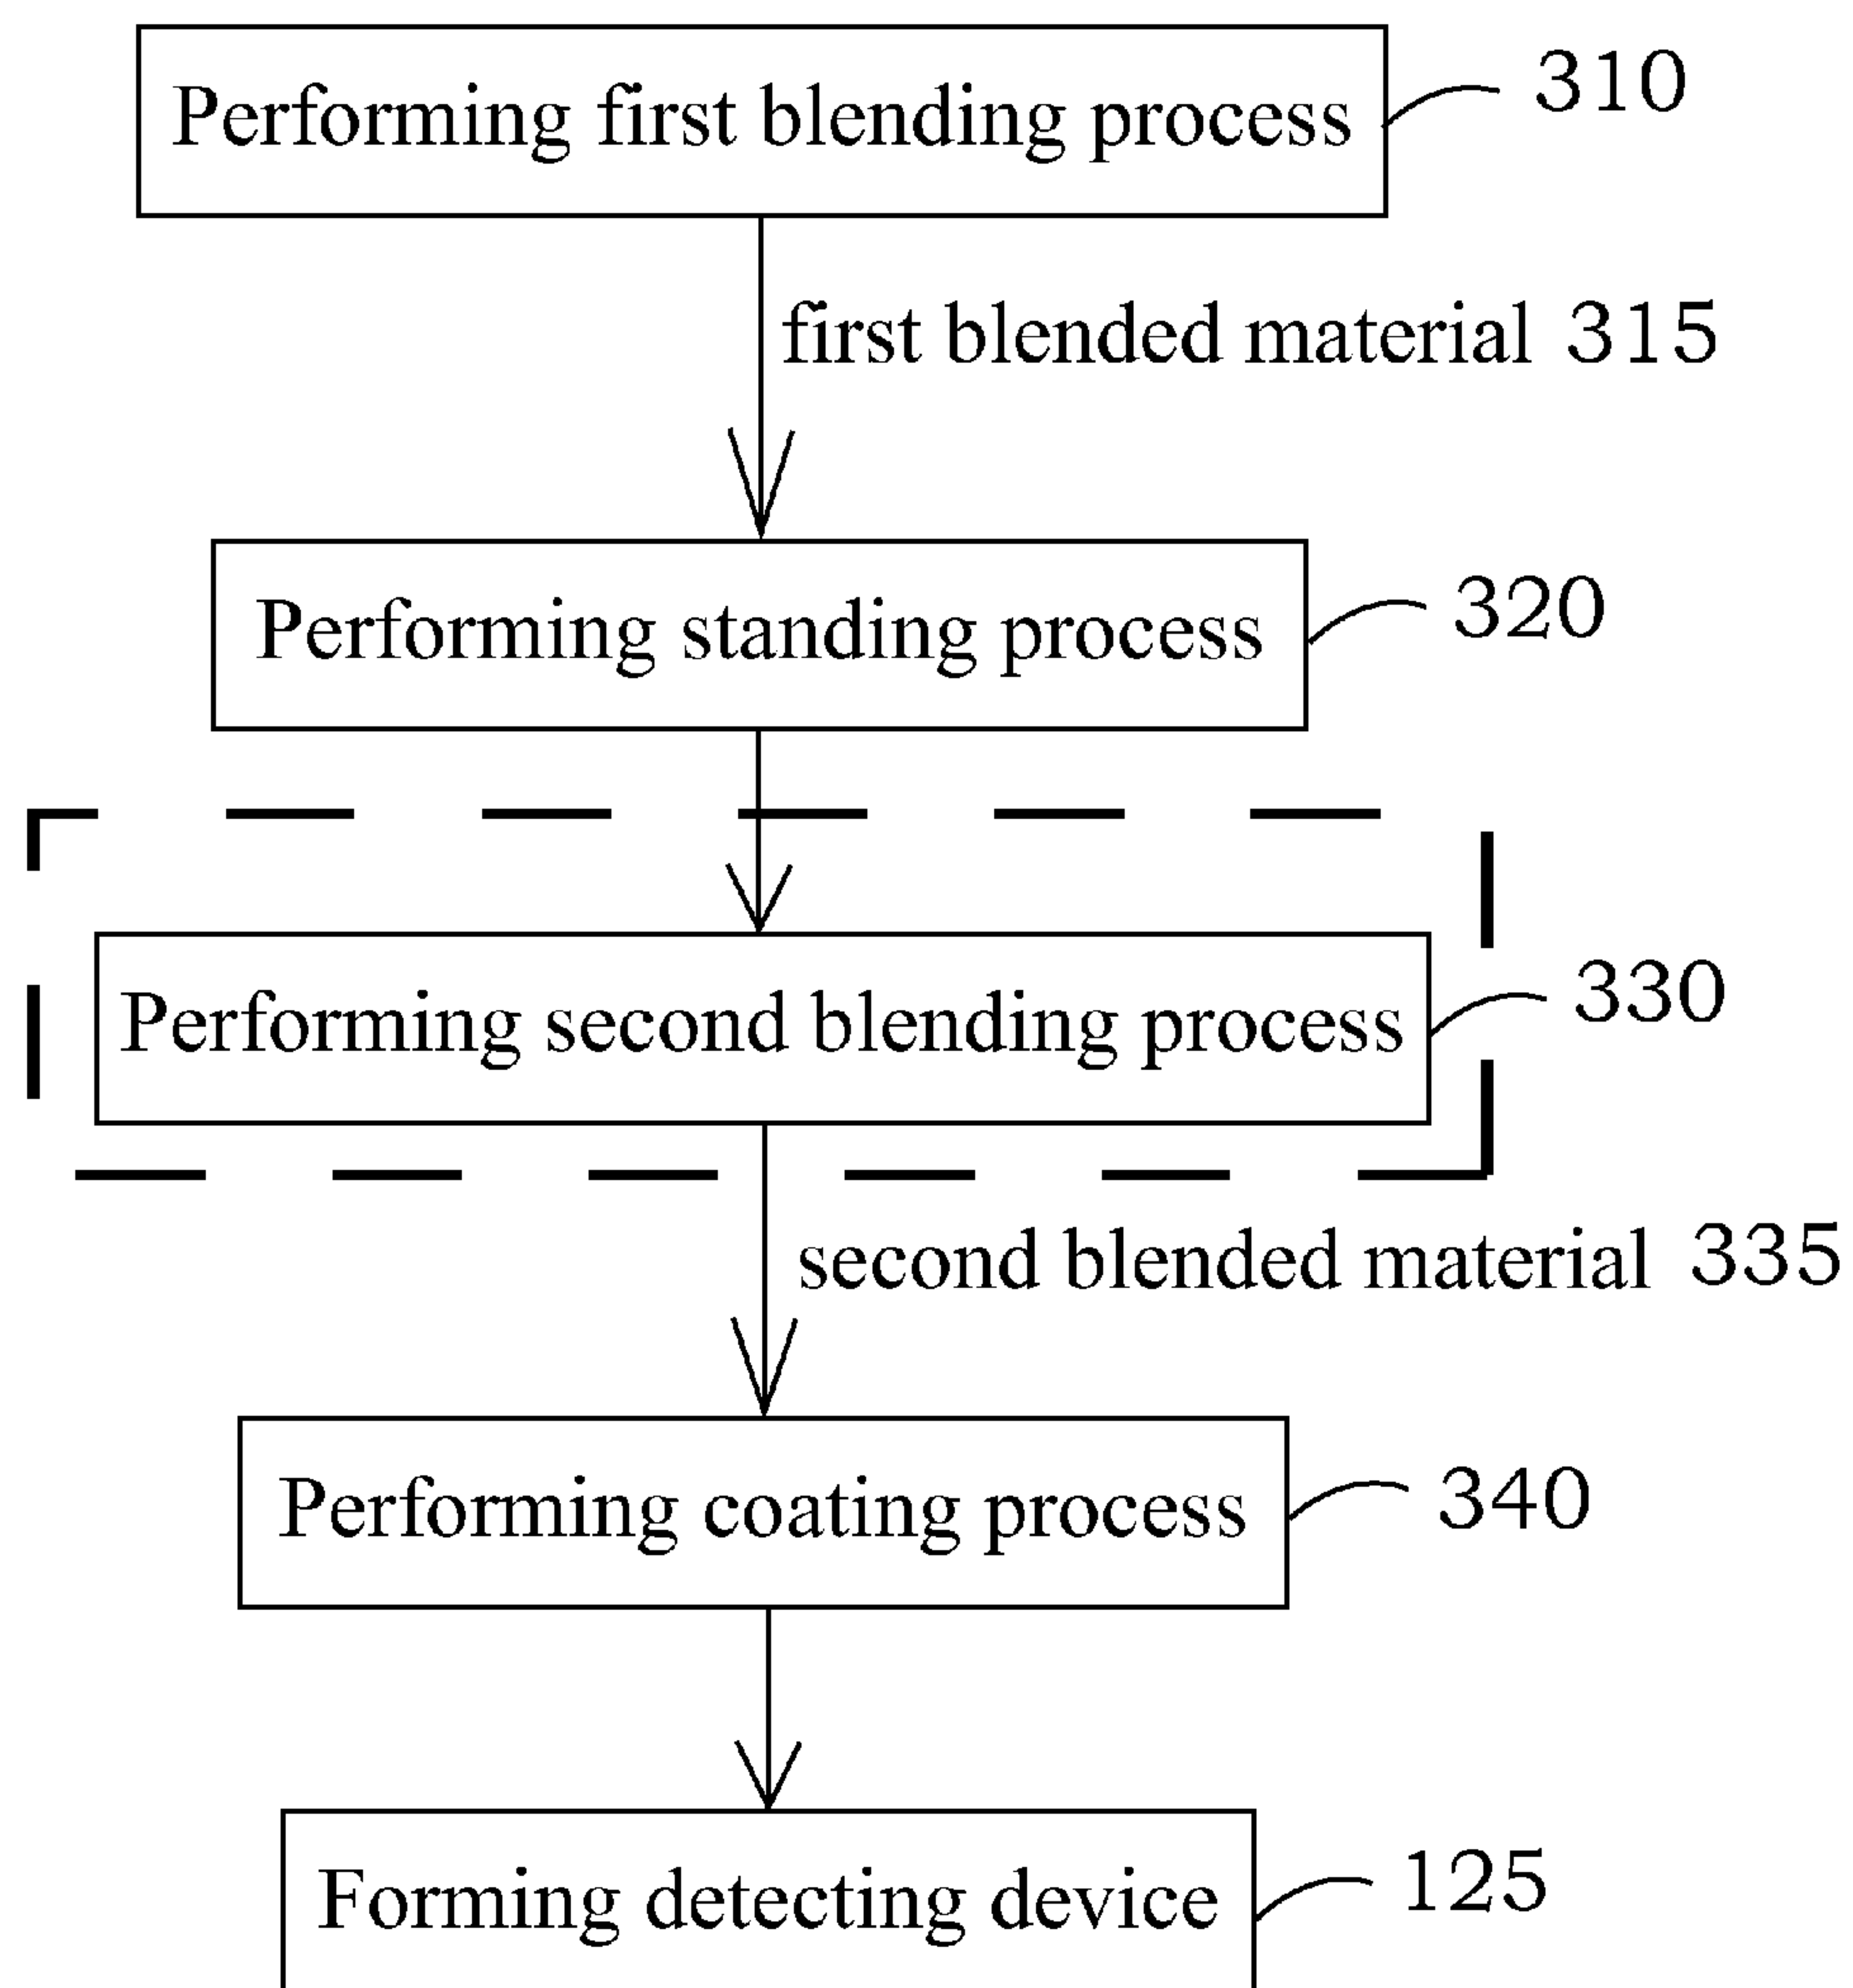 Performing first blending process 310
first blended material 315
Performing standing process 320
Performing second blending process 330
second blended material 335
Performing coating process 340
Forming detecting device 125